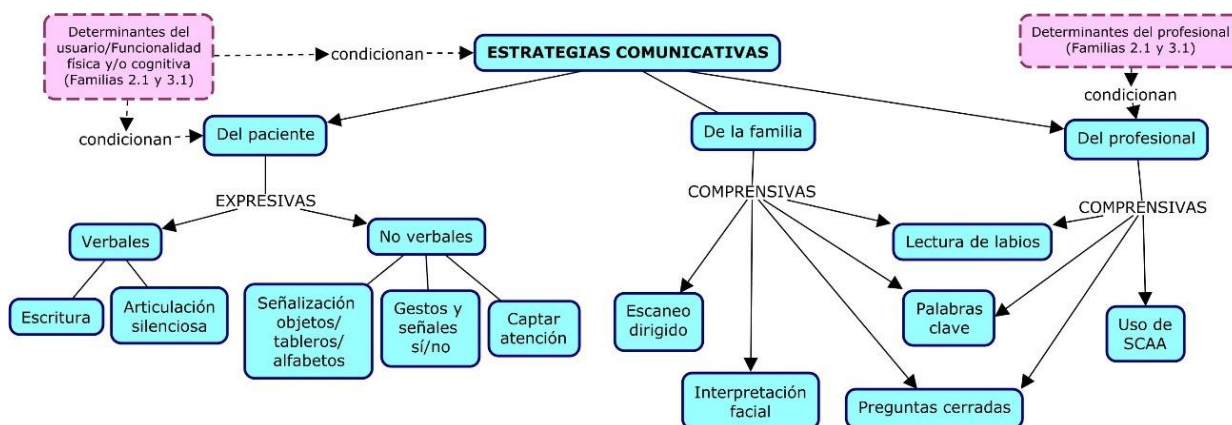 Determinantes del
usuario/Funcionalidad
física y/o cognitiva
(Familias 2.1 y 3.1)
condicionan
ESTRATEGIAS COMUNICATIVAS
Determinantes del profesional
(Familias 2.1 y 3.1)
condicionan
condicionan
Del paciente
De la familia
Del profesional
EXPRESIVAS
COMPRENSIVAS
COMPRENSIVAS
Verbales
No verbales
Lectura de labios
Escritura
Articulación
silenciosa
Señalización
objetos/
tableros/
alfabetos
Gestos y
señales
sí/no
Captar
atención
Escaneo
dirigido
Palabras
clave
Uso de
SCAA
Interpretación
facial
Preguntas cerradas